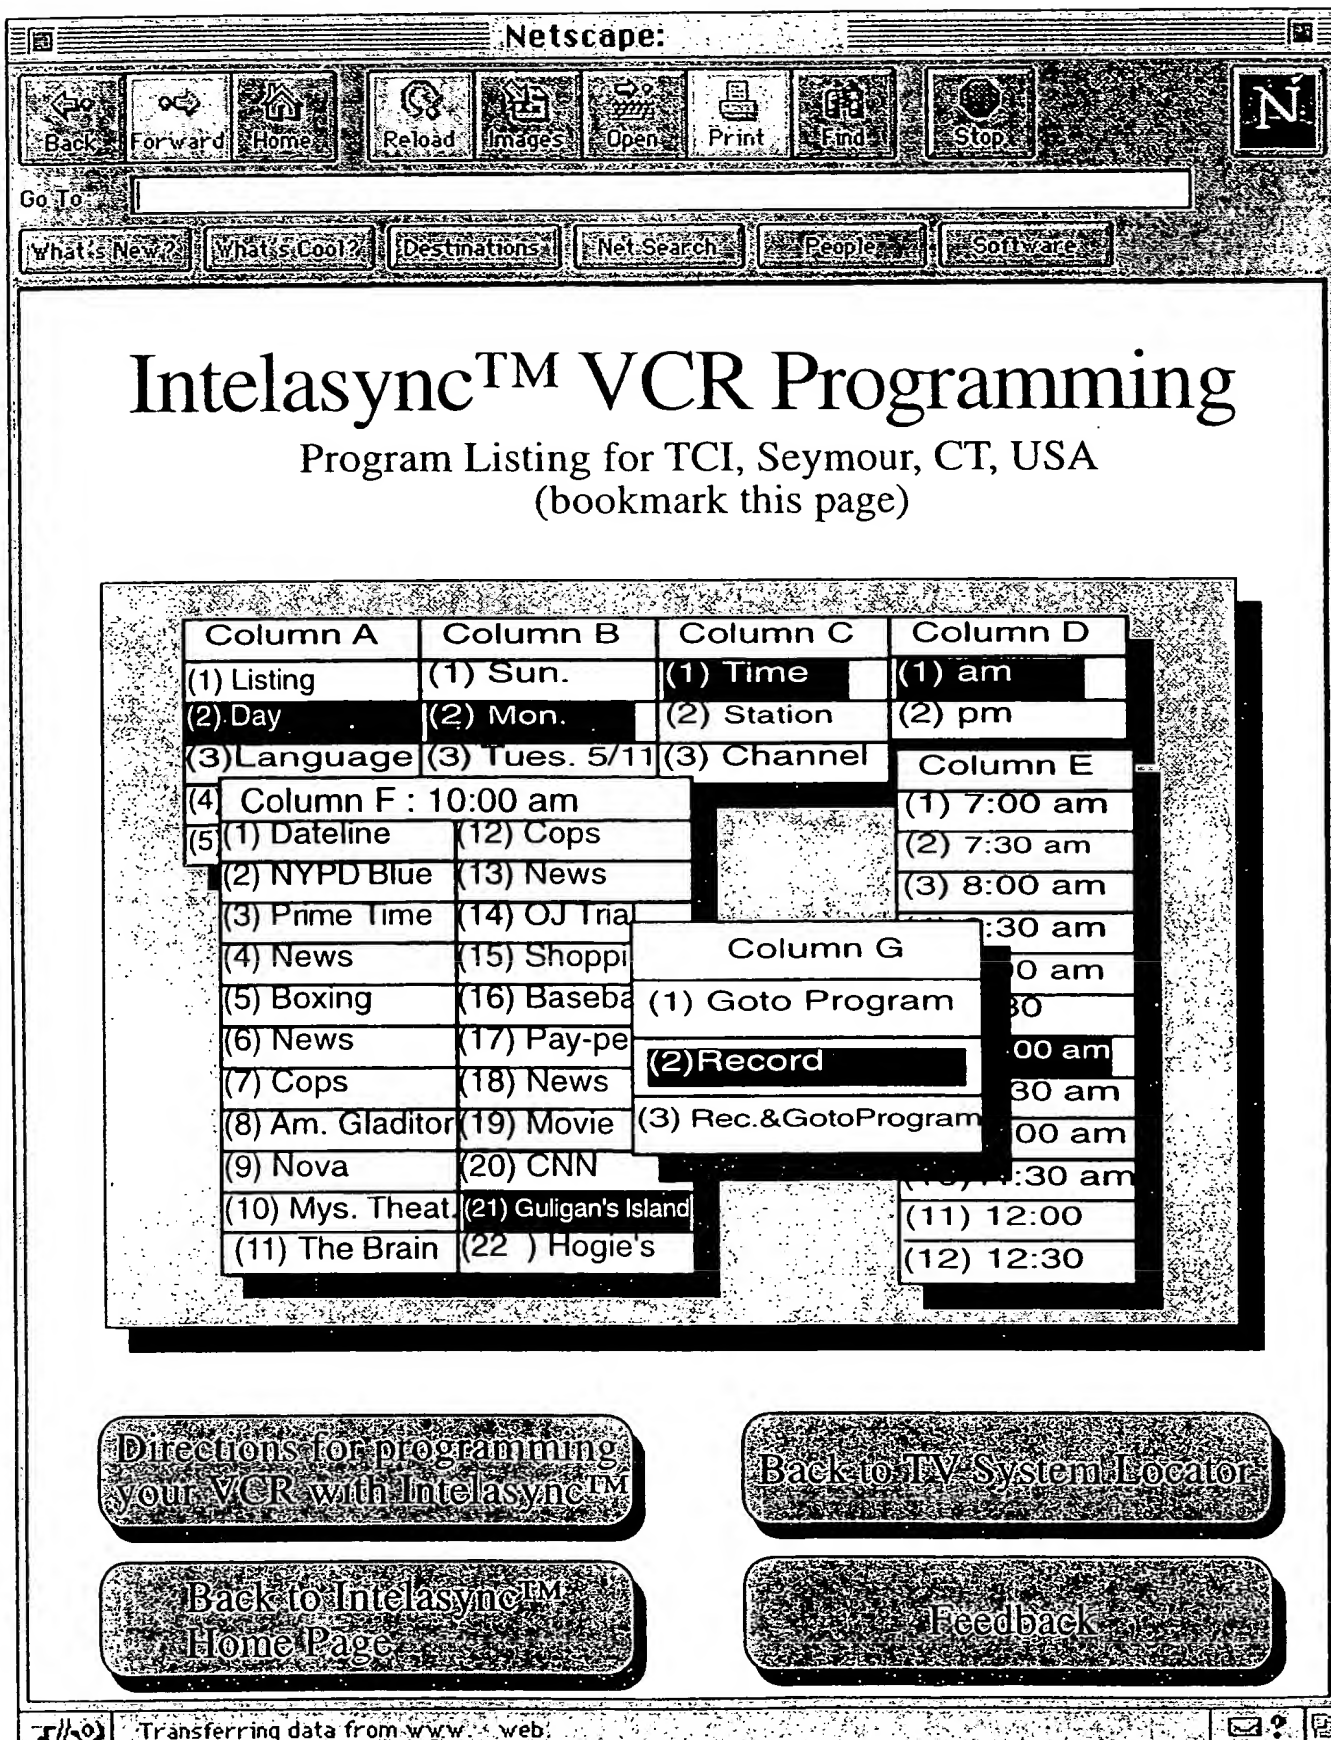 Netscape:
Back Forward Home Reload Images Open Print Find Stop N
Go To
What's New? What's Cool? Destinations Net Search People Software
Intelasync™ VCR Programming
Program Listing for TCI, Seymour, CT, USA
(bookmark this page)
Column A Column B Column C Column D
(1) Listing (1) Sun. (1) Time (1) am
(2) Day (2) Mon. (2) Station (2) pm
(3)Language (3) Tues. 5/11 (3) Channel
(4
(5
Column E
(1) 7:00 am
(2) 7:30 am
(3) 8:00 am
:30 am
0 am
30
00 am
30 am
00 am
:30 am
(11) 12:00
(12) 12:30
Column F : 10:00 am
(1) Dateline (12) Cops
(2) NYPD Blue (13) News
(3) Prime Time (14) OJ Trial
(4) News (15) Shoppi
(5) Boxing (16) Baseba
(6) News (17) Pay-pe
(7) Cops (18) News
(8) Am. Gladitor (19) Movie
(9) Nova (20) CNN
(10) Mys. Theat. (21) Guligan's Island
(11) The Brain (22 ) Hogie's
Column G
(1) Goto Program
(2)Record
(3) Rec.&GotoProgram
Directions for programming
your VCR with Intelasync™
Back to TV System Locator
Back to Intelasync™
Home Page
Feedback
Transferring data from www. web.
?